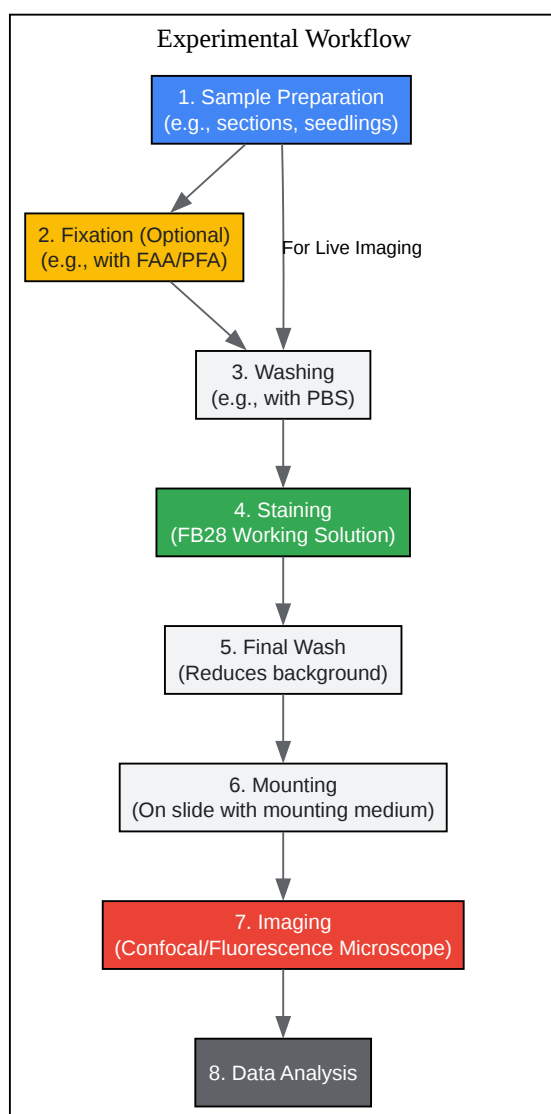 Experimental Workflow
1. Sample Preparation
(e.g., sections, seedlings)
2. Fixation (Optional)
(e.g., with FAA/PFA)
For Live Imaging
3. Washing
(e.g., with PBS)
4. Staining
(FB28 Working Solution)
5. Final Wash
(Reduces background)
6. Mounting
(On slide with mounting medium)
7. Imaging
(Confocal/Fluorescence Microscope)
8. Data Analysis